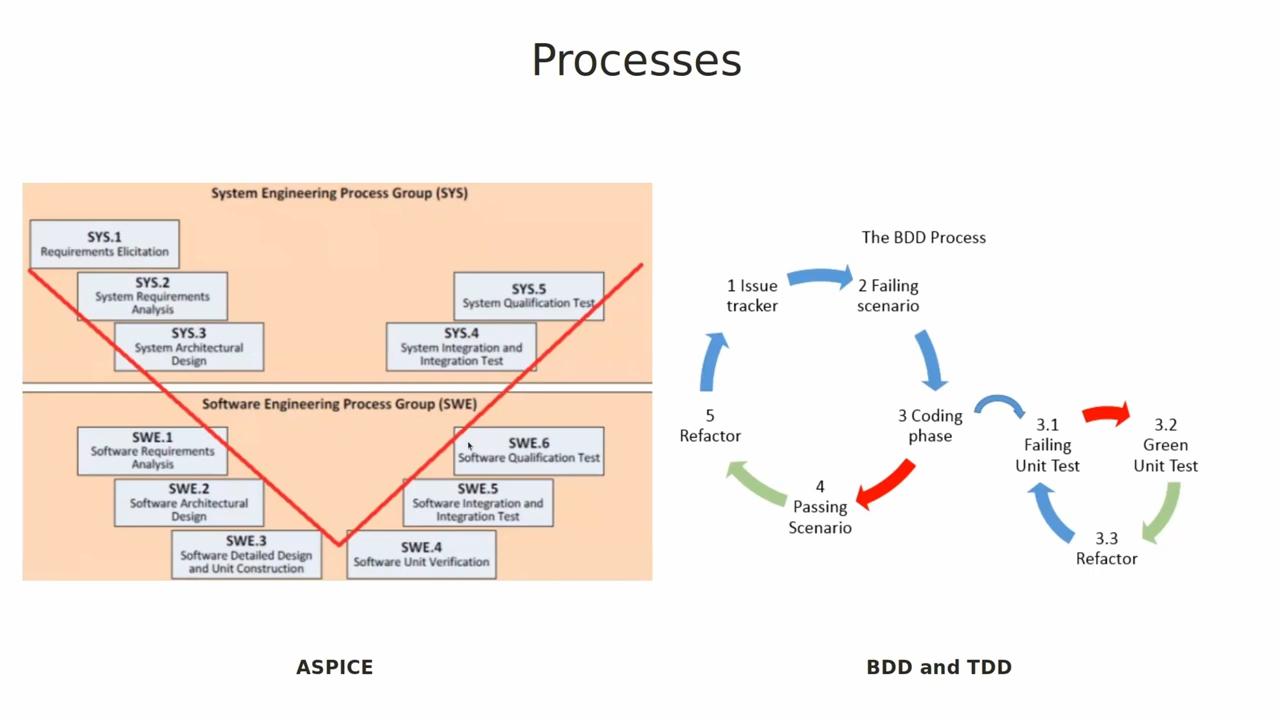 Processes
System Engineering Process Group (SYS)
SYS.1
Requirements Elicitation
SYS.2
System Requirements
Analysis
SYS.3
System Architectural
Design
SYS.5
System Qualification Test
SYS.4
System Integration and
Integration Test
Software Engineering Process Group (SWE)
SWE.1
Software Requirements
Analysis
SWE.2
Software Architectural
Design
SWE.3
Software Detailed Design
and Unit Construction
SWE.6
Software Qualification Test
SWE.5
Software Integration and
Integration Test
SWE.4
Software Unit Verification
ASPICE
The BDD Process
1 Issue
tracker
2 Failing
scenario
3 Coding
phase
3.1
Failing
Unit Test
3.2
Green
Unit Test
3.3
Refactor
4
Passing
Scenario
5
Refactor
BDD and TDD